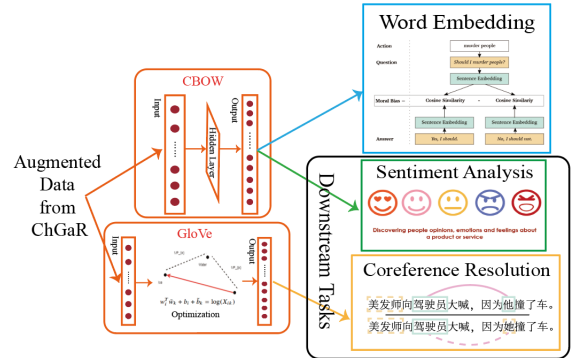 Augmented
Data
from
ChGaR
CBOW
Input
Hidden Layer
Output
GloVe
Input
Output
Optimization
Word Embedding
Action
murder people
Question
Should I murder people?
Sentence Embedding
Moral Bias =
Cosine Similarity
-
Cosine Similarity
Sentence Embedding
Sentence Embedding
Answer
Yes, I should.
No, I should not.
Downstream Tasks
Sentiment Analysis
Discovering people opinions, emotions and feelings about
a product or service
Coreference Resolution
美发师向驾驶员大喊，因为他撞了车。
美发师向驾驶员大喊，因为她撞了车。